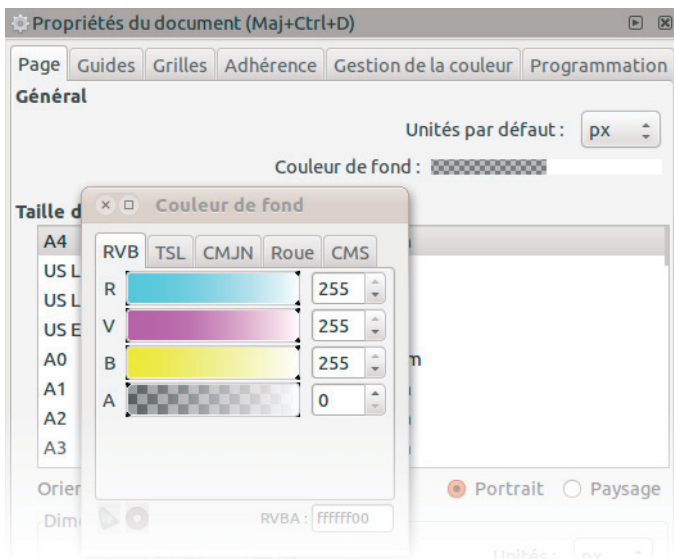 Propriétés du document (Maj+Ctrl+D)
Page Guides Grilles Adhérence Gestion de la couleur Programmation
Général
Unités par défaut : px
Couleur de fond :
Taille d
Couleur de fond
A4
RVB TSL CMJN Roue CMS
US L
R 255
US L
V 255
US E
A0 m
B 255
A1
A 0
A2
A3
Orien Portrait Paysage
Dim
RVBA : ffffff00
Unités : px